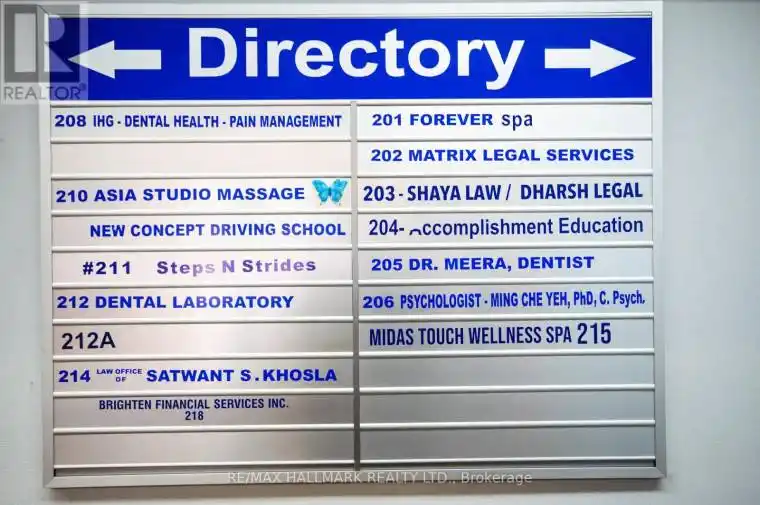 Directory
208 IHG - DENTAL HEALTH - PAIN MANAGEMENT
210 ASIA STUDIO MASSAGE
NEW CONCEPT DRIVING SCHOOL
#211 Steps N Strides
212 DENTAL LABORATORY
212A
214 LAW OFFICE OF SATWANT S. KHOSLA
BRIGHTEN FINANCIAL SERVICES INC.
218
201 FOREVER spa
202 MATRIX LEGAL SERVICES
203 - SHAYA LAW / DHARSH LEGAL
204- ccomplishment Education
205 DR. MEERA, DENTIST
206 PSYCHOLOGIST - MING CHE YEH, PhD, C. Psych.
MIDAS TOUCH WELLNESS SPA 215
R
REALTOR®
RE/MAX HALLMARK REALTY LTD., Brokerage